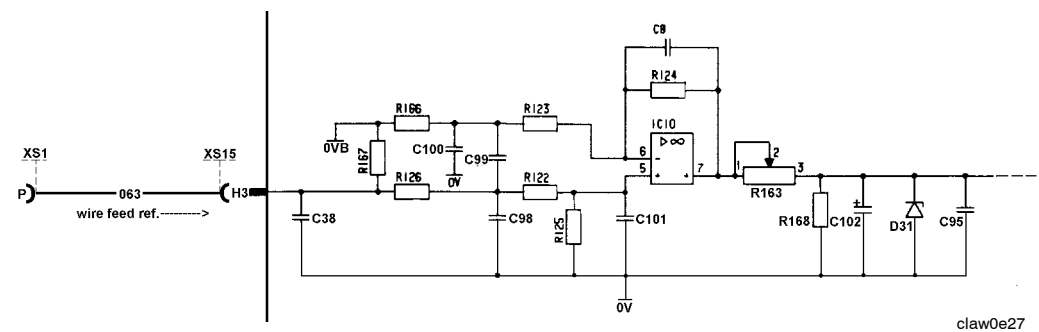 C8
R124
R166
R123
IC10
▷ ∞
0VB
R167
C100
C99
6
-
2
XS1
XS15
5
+
+
7
1
3
0V
R126
R122
R163
P
063
H3
wire feed ref.--------->
C38
C98
R125
C101
R168
C102
+
D31
C95
0V
claw0e27